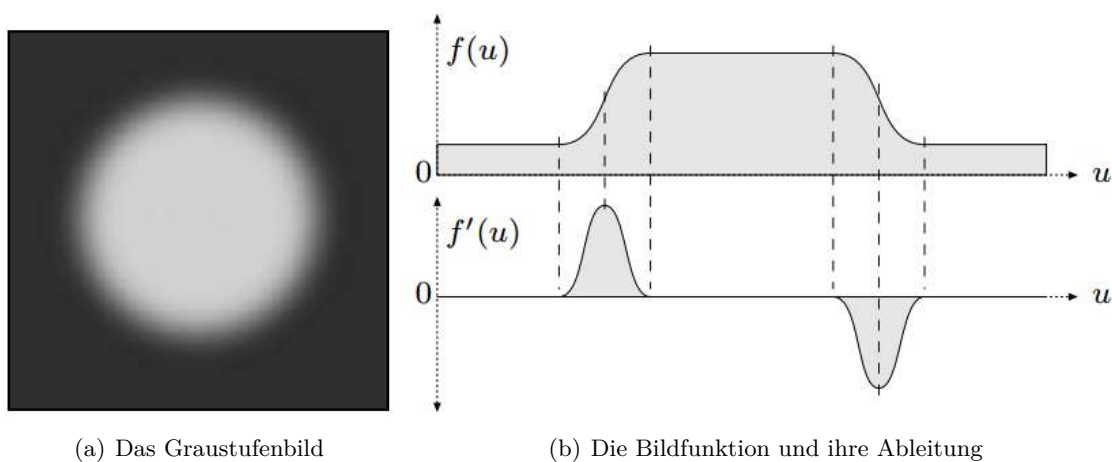 f(u)
0
u
f′(u)
0
u
(a) Das Graustufenbild
(b) Die Bildfunktion und ihre Ableitung